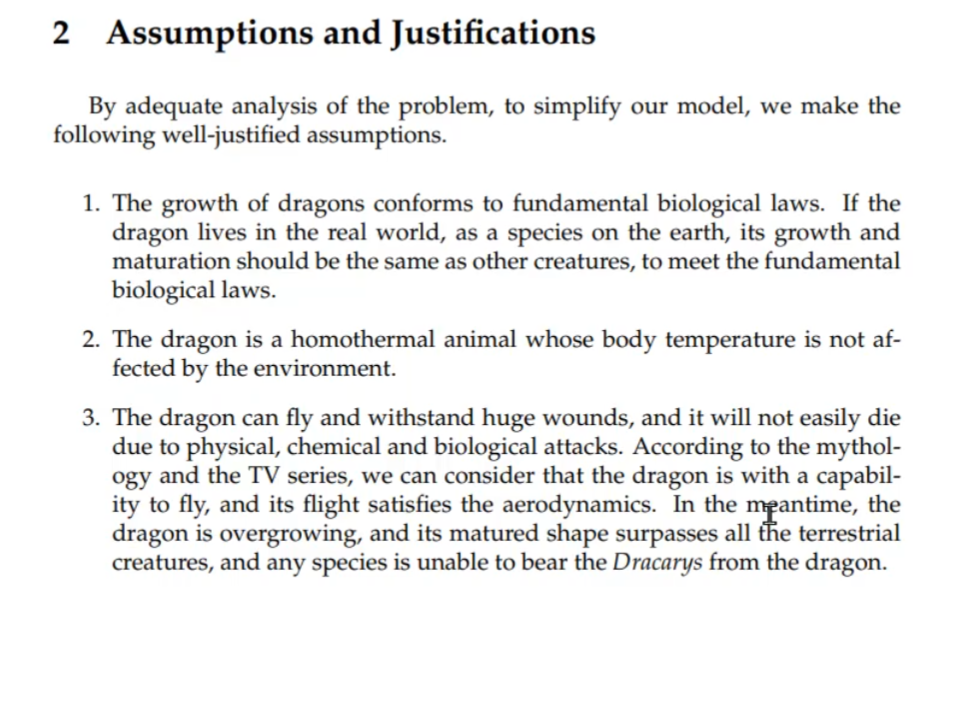 2 Assumptions and Justifications
By adequate analysis of the problem, to simplify our model, we make the
following well-justified assumptions.
1. The growth of dragons conforms to fundamental biological laws. If the
dragon lives in the real world, as a species on the earth, its growth and
maturation should be the same as other creatures, to meet the fundamental
biological laws.
2. The dragon is a homothermal animal whose body temperature is not af-
fected by the environment.
3. The dragon can fly and withstand huge wounds, and it will not easily die
due to physical, chemical and biological attacks. According to the mythol-
ogy and the TV series, we can consider that the dragon is with a capabil-
ity to fly, and its flight satisfies the aerodynamics. In the meantime, the
dragon is overgrowing, and its matured shape surpasses all the terrestrial
creatures, and any species is unable to bear the Dracarys from the dragon.